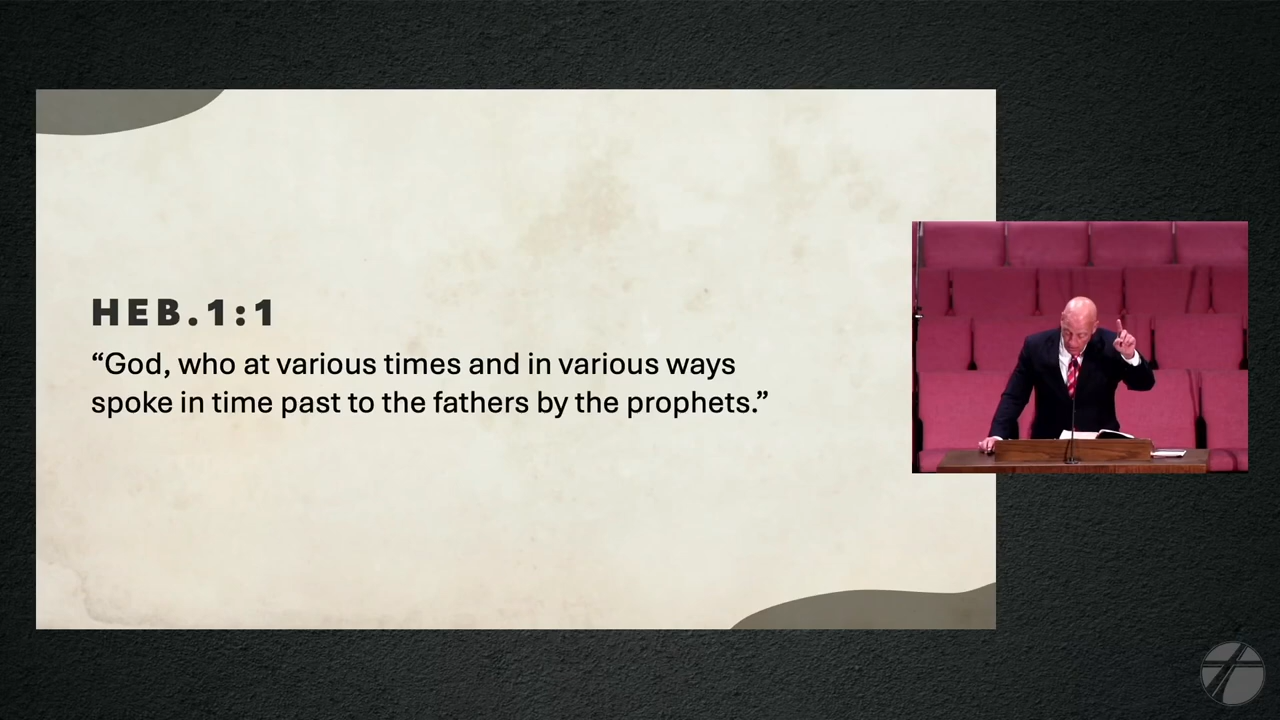 HEB.1:1
“God, who at various times and in various ways
spoke in time past to the fathers by the prophets.”